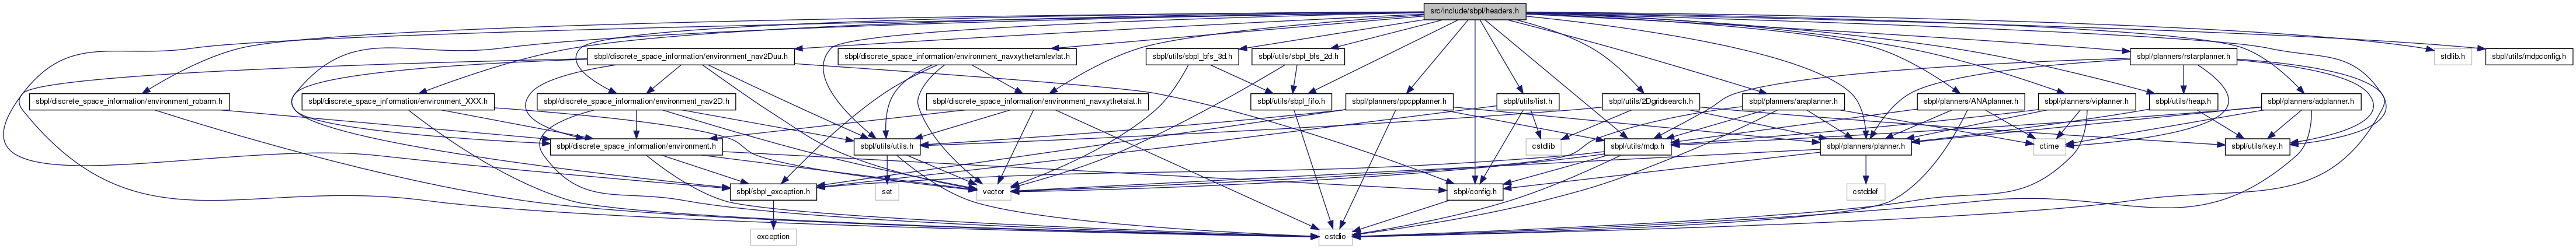 src/include/sbpl/headers.h
sbpl/discrete_space_information/environment_nav2Duu.h
sbpl/discrete_space_information/environment_navxythetamlevlat.h
sbpl/utils/sbpl_bfs_3d.h
sbpl/utils/sbpl_bfs_2d.h
sbpl/planners/rstarplanner.h
stdlib.h
sbpl/utils/mdpconfig.h
sbpl/discrete_space_information/environment_robarm.h
sbpl/discrete_space_information/environment_XXX.h
sbpl/discrete_space_information/environment_nav2D.h
sbpl/discrete_space_information/environment_navxythetalat.h
sbpl/utils/sbpl_fifo.h
sbpl/planners/ppcpplanner.h
sbpl/utils/list.h
sbpl/utils/2Dgridsearch.h
sbpl/planners/araplanner.h
sbpl/planners/ANAplanner.h
sbpl/planners/viplanner.h
sbpl/utils/heap.h
sbpl/planners/adplanner.h
sbpl/discrete_space_information/environment.h
sbpl/utils/utils.h
cstdlib
sbpl/utils/mdp.h
sbpl/planners/planner.h
ctime
sbpl/utils/key.h
sbpl/sbpl_exception.h
set
vector
sbpl/config.h
cstddef
exception
cstdio